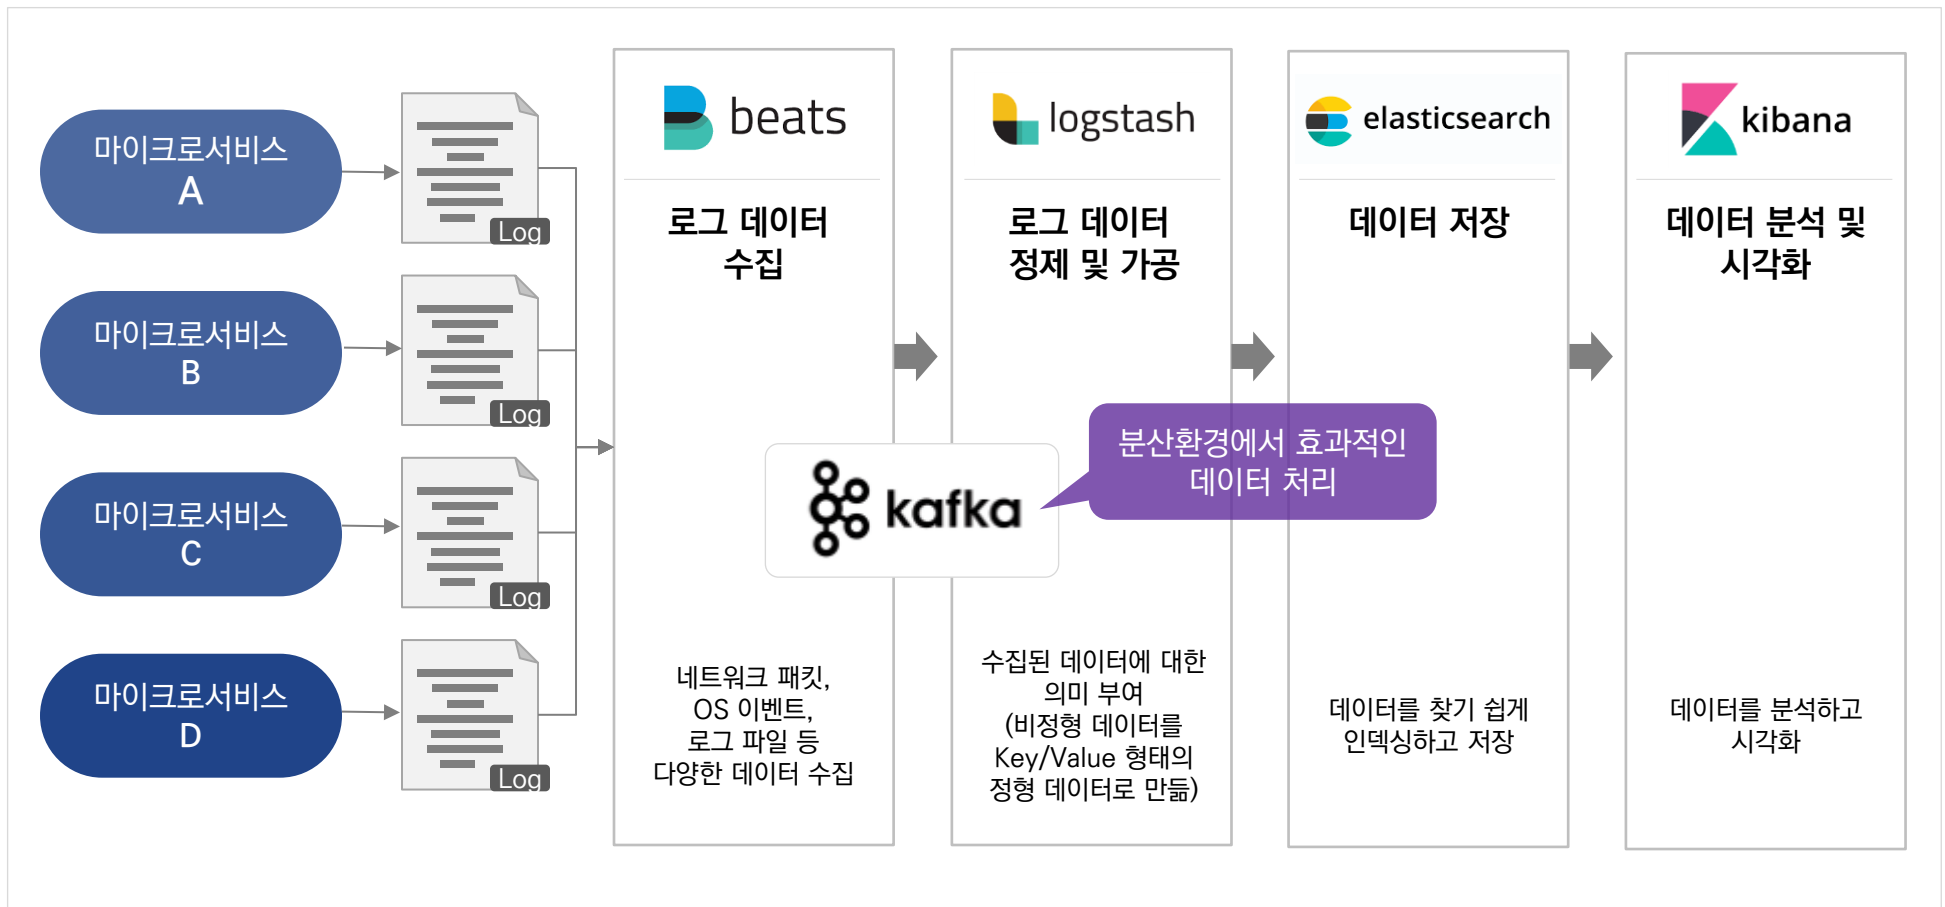 마이크로서비스
A
Log
마이크로서비스
B
Log
마이크로서비스
C
Log
마이크로서비스
D
Log
beats
로그 데이터
수집
네트워크 패킷,
OS 이벤트,
로그 파일 등
다양한 데이터 수집
logstash
로그 데이터
정제 및 가공
kafka
분산환경에서 효과적인
데이터 처리
수집된 데이터에 대한
의미 부여
(비정형 데이터를
Key/Value 형태의
정형 데이터로 만듦)
elasticsearch
데이터 저장
데이터를 찾기 쉽게
인덱싱하고 저장
kibana
데이터 분석 및
시각화
데이터를 분석하고
시각화